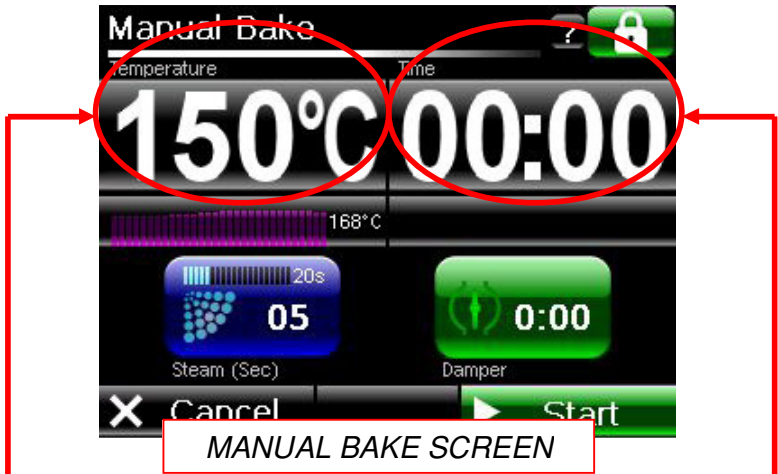 Manual Bake ?
Temperature Time
150°C 00:00
168°C
20s
05 0:00
Steam (Sec) Damper
Cancel Start
MANUAL BAKE SCREEN